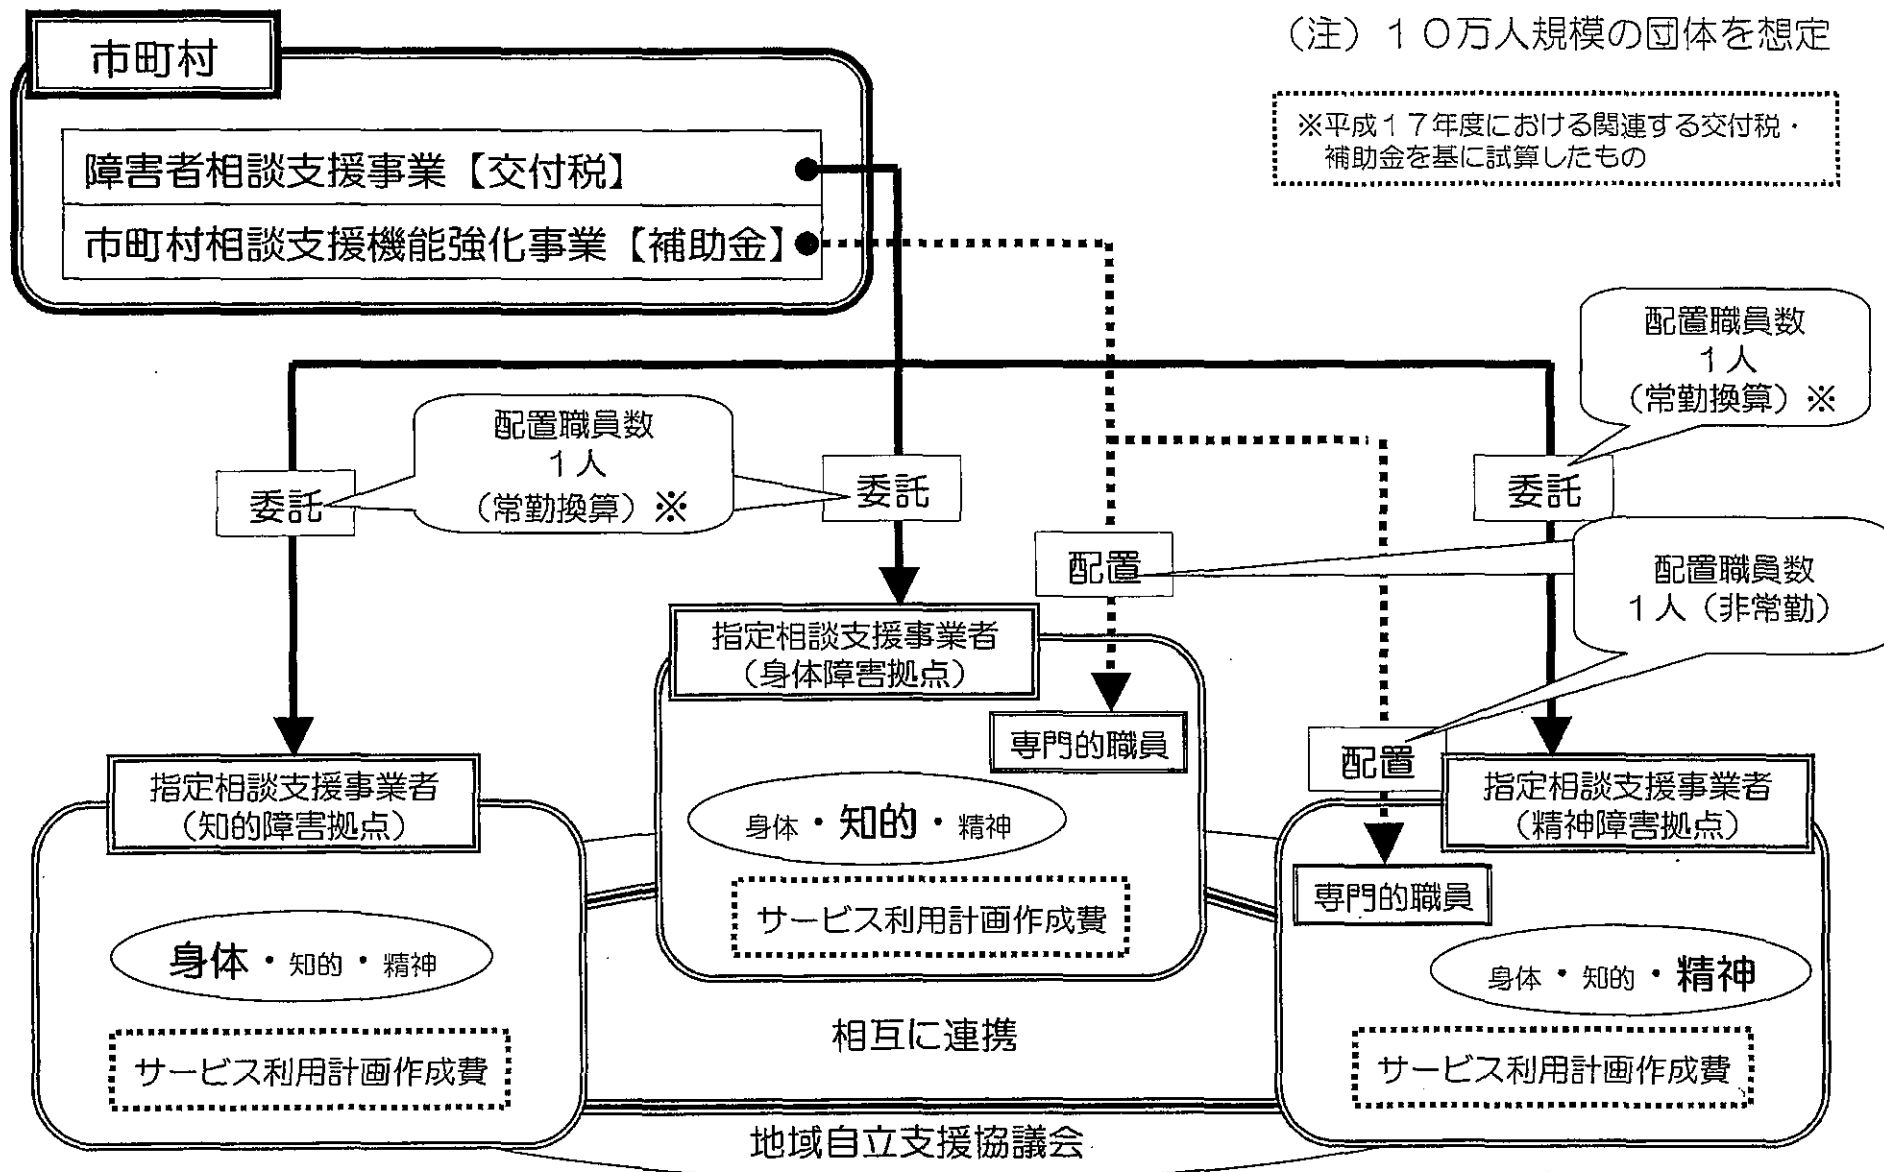 市町村
（注）１０万人規模の団体を想定
※平成１７年度における関連する交付税・
補助金を基に試算したもの
障害者相談支援事業【交付税】
市町村相談支援機能強化事業【補助金】
配置職員数
１人
（常勤換算）※
配置職員数
１人
（常勤換算）※
委託
委託
委託
配置
配置職員数
１人（非常勤）
指定相談支援事業者
（身体障害拠点）
専門的職員
配置
指定相談支援事業者
（知的障害拠点）
指定相談支援事業者
（精神障害拠点）
身体・知的・精神
専門的職員
サービス利用計画作成費
身体・知的・精神
身体・知的・精神
相互に連携
サービス利用計画作成費
サービス利用計画作成費
地域自立支援協議会